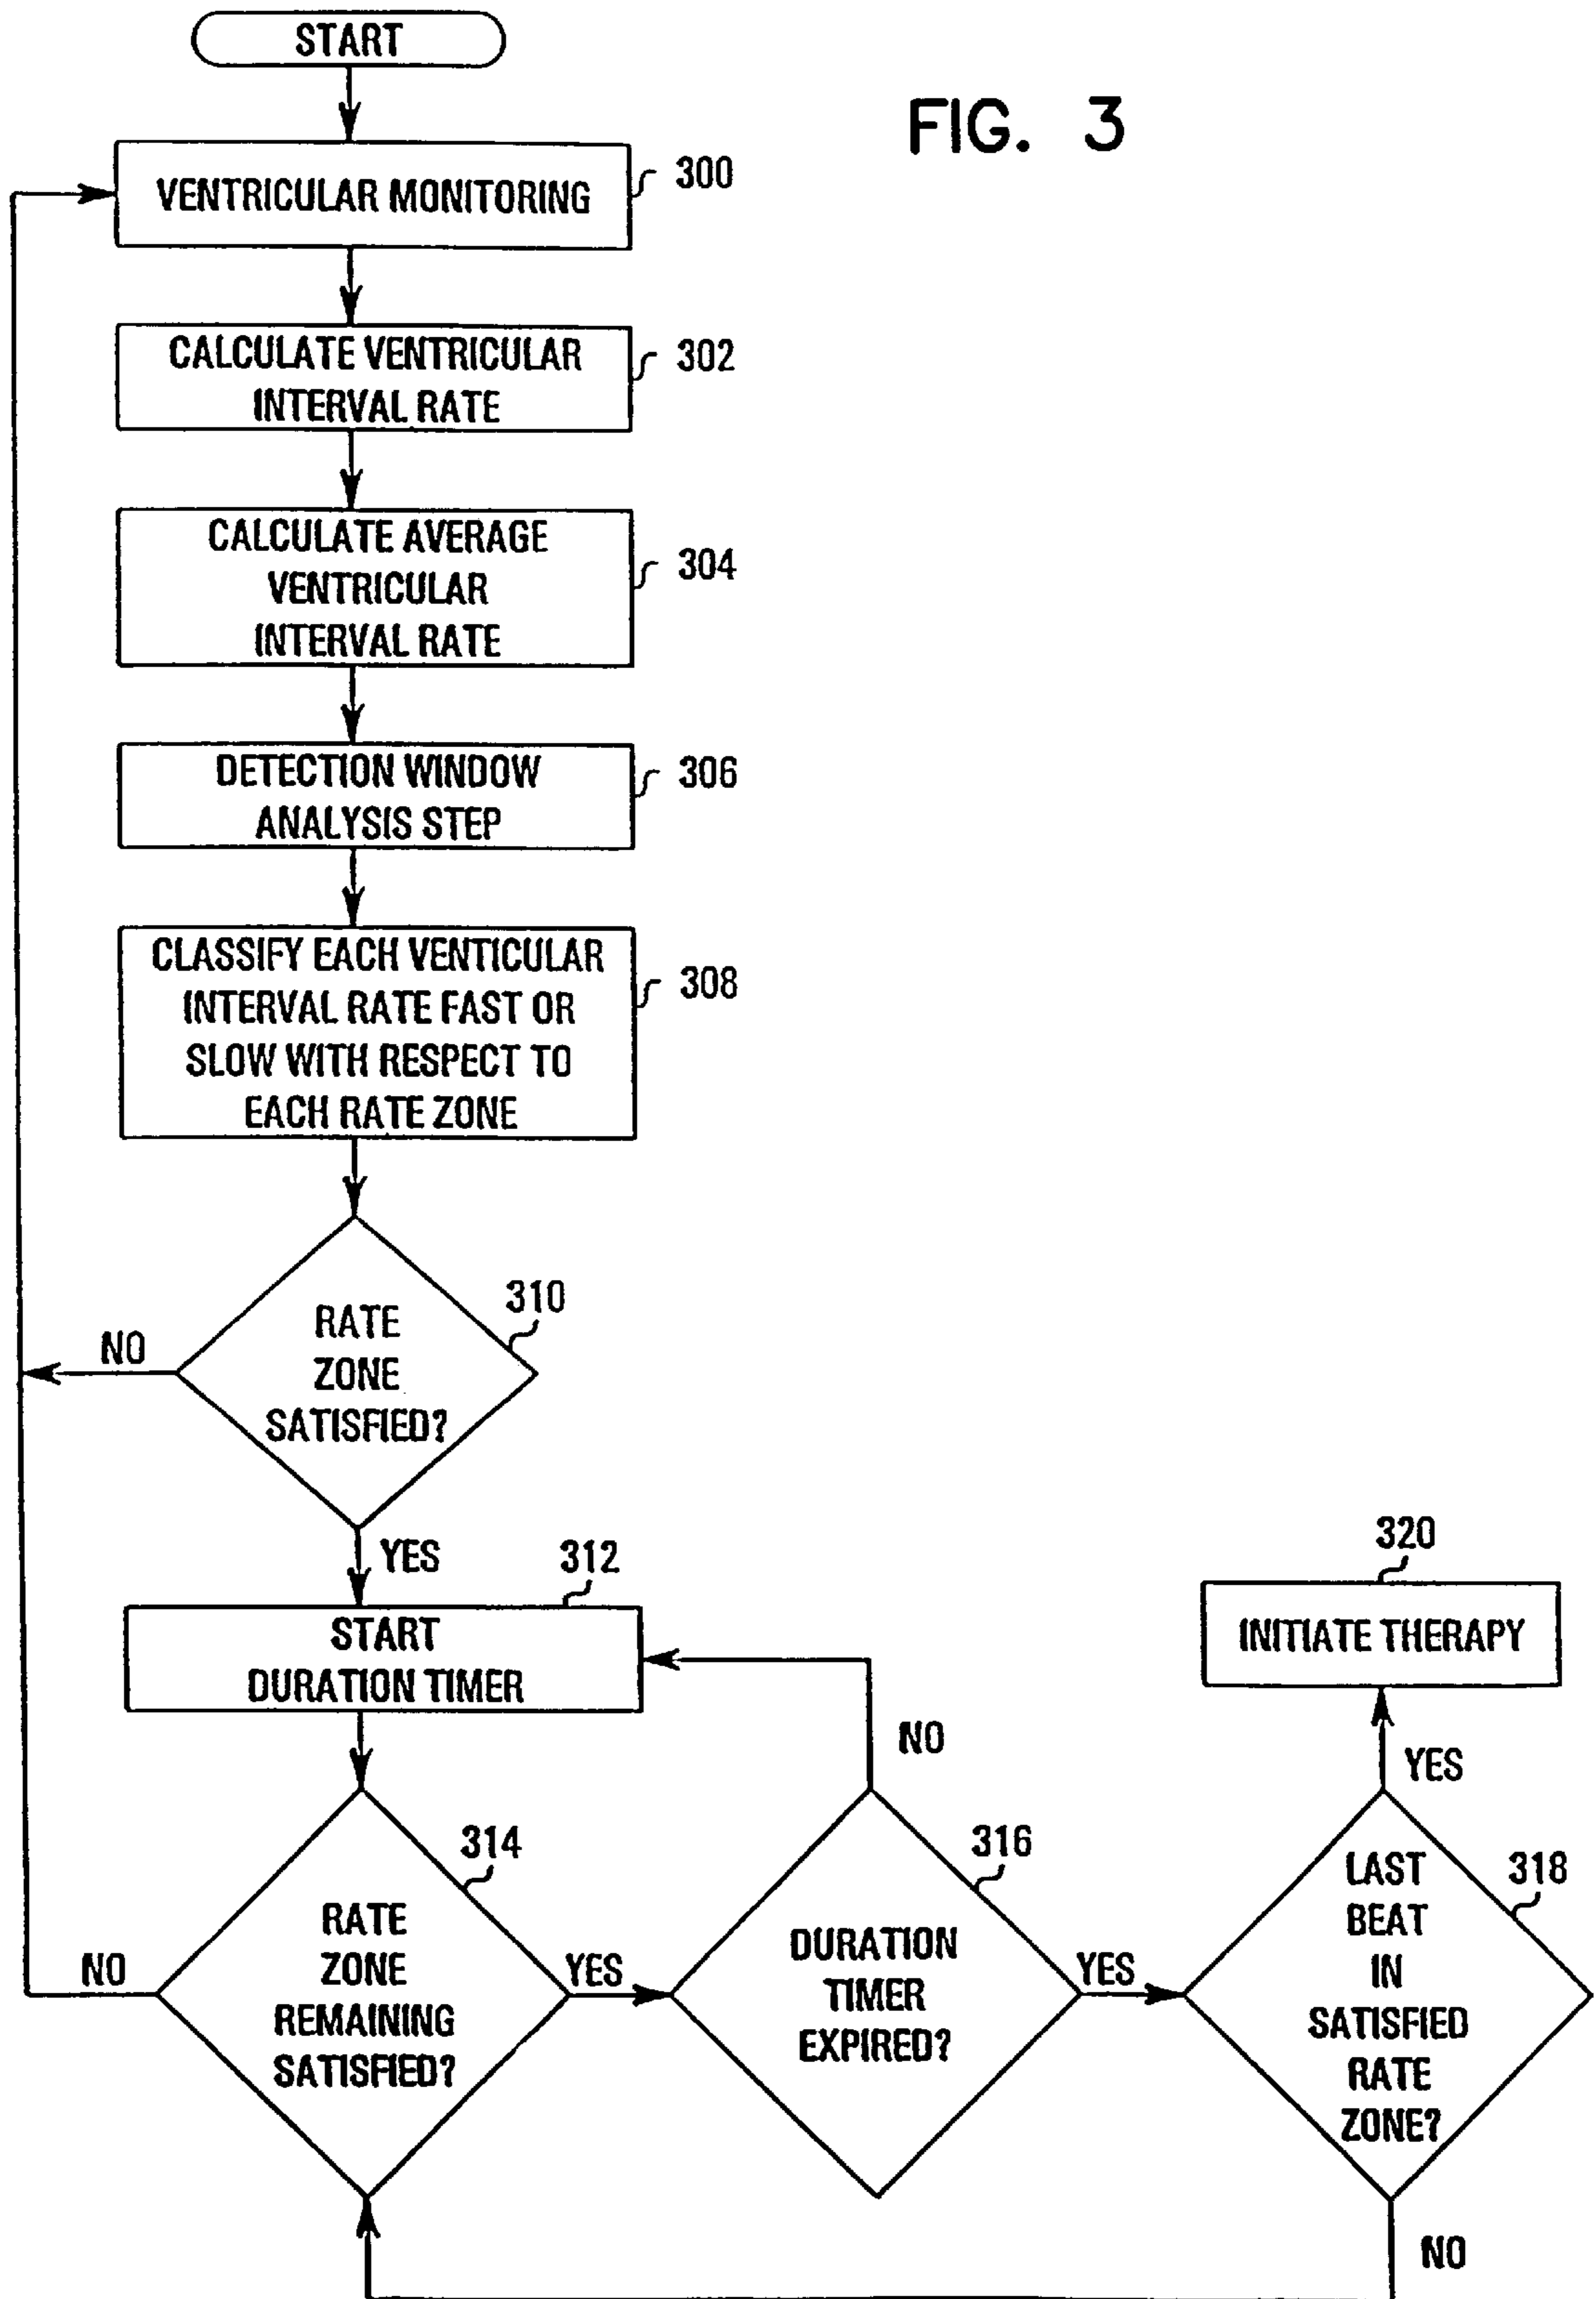 START
FIG. 3
VENTRICULAR MONITORING
300
CALCULATE VENTRICULAR
INTERVAL RATE
302
CALCULATE AVERAGE
VENTRICULAR
INTERVAL RATE
304
DETECTION WINDOW
ANALYSIS STEP
306
CLASSIFY EACH VENTICULAR
INTERVAL RATE FAST OR
SLOW WITH RESPECT TO
EACH RATE ZONE
308
RATE
ZONE
SATISFIED?
310
NO
YES
START
DURATION TIMER
312
RATE
ZONE
REMAINING
SATISFIED?
314
NO
YES
DURATION
TIMER
EXPIRED?
316
NO
YES
LAST
BEAT
IN
SATISFIED
RATE
ZONE?
318
YES
NO
INITIATE THERAPY
320